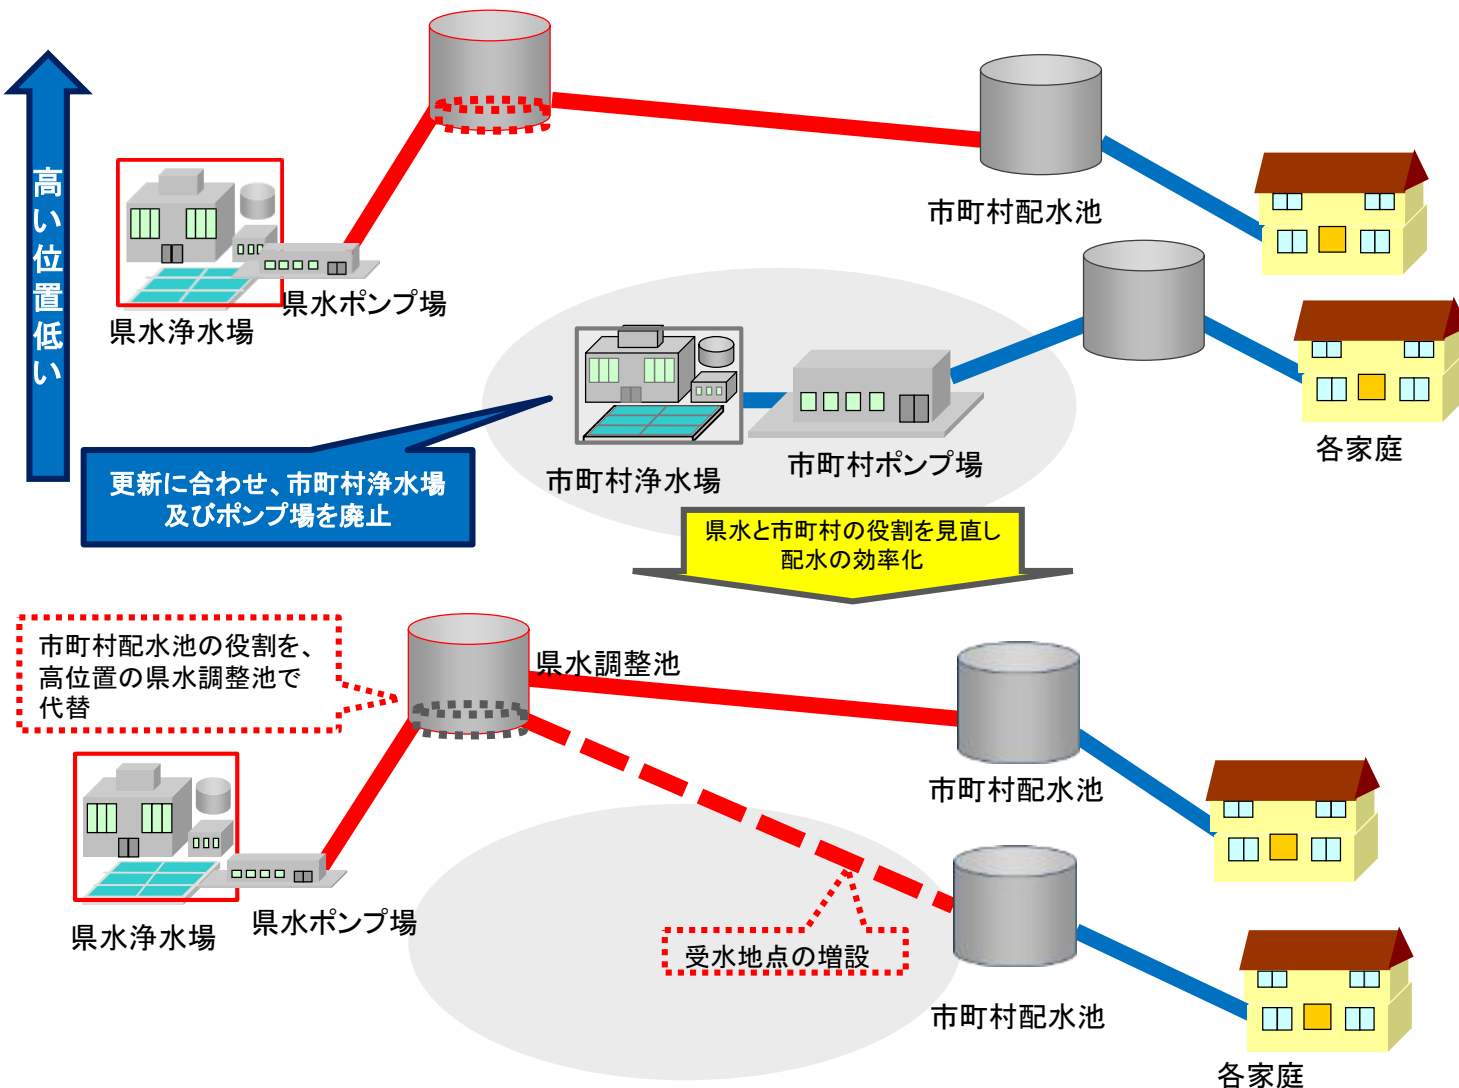 高い位置低い
市町村配水池
県水ポンプ場
県水浄水場
各家庭
市町村ポンプ場
市町村浄水場
更新に合わせ、市町村浄水場
及びポンプ場を廃止
県水と市町村の役割を見直し
配水の効率化
市町村配水池の役割を、
高位置の県水調整池で
代替
県水調整池
市町村配水池
県水ポンプ場
県水浄水場
受水地点の増設
市町村配水池
各家庭